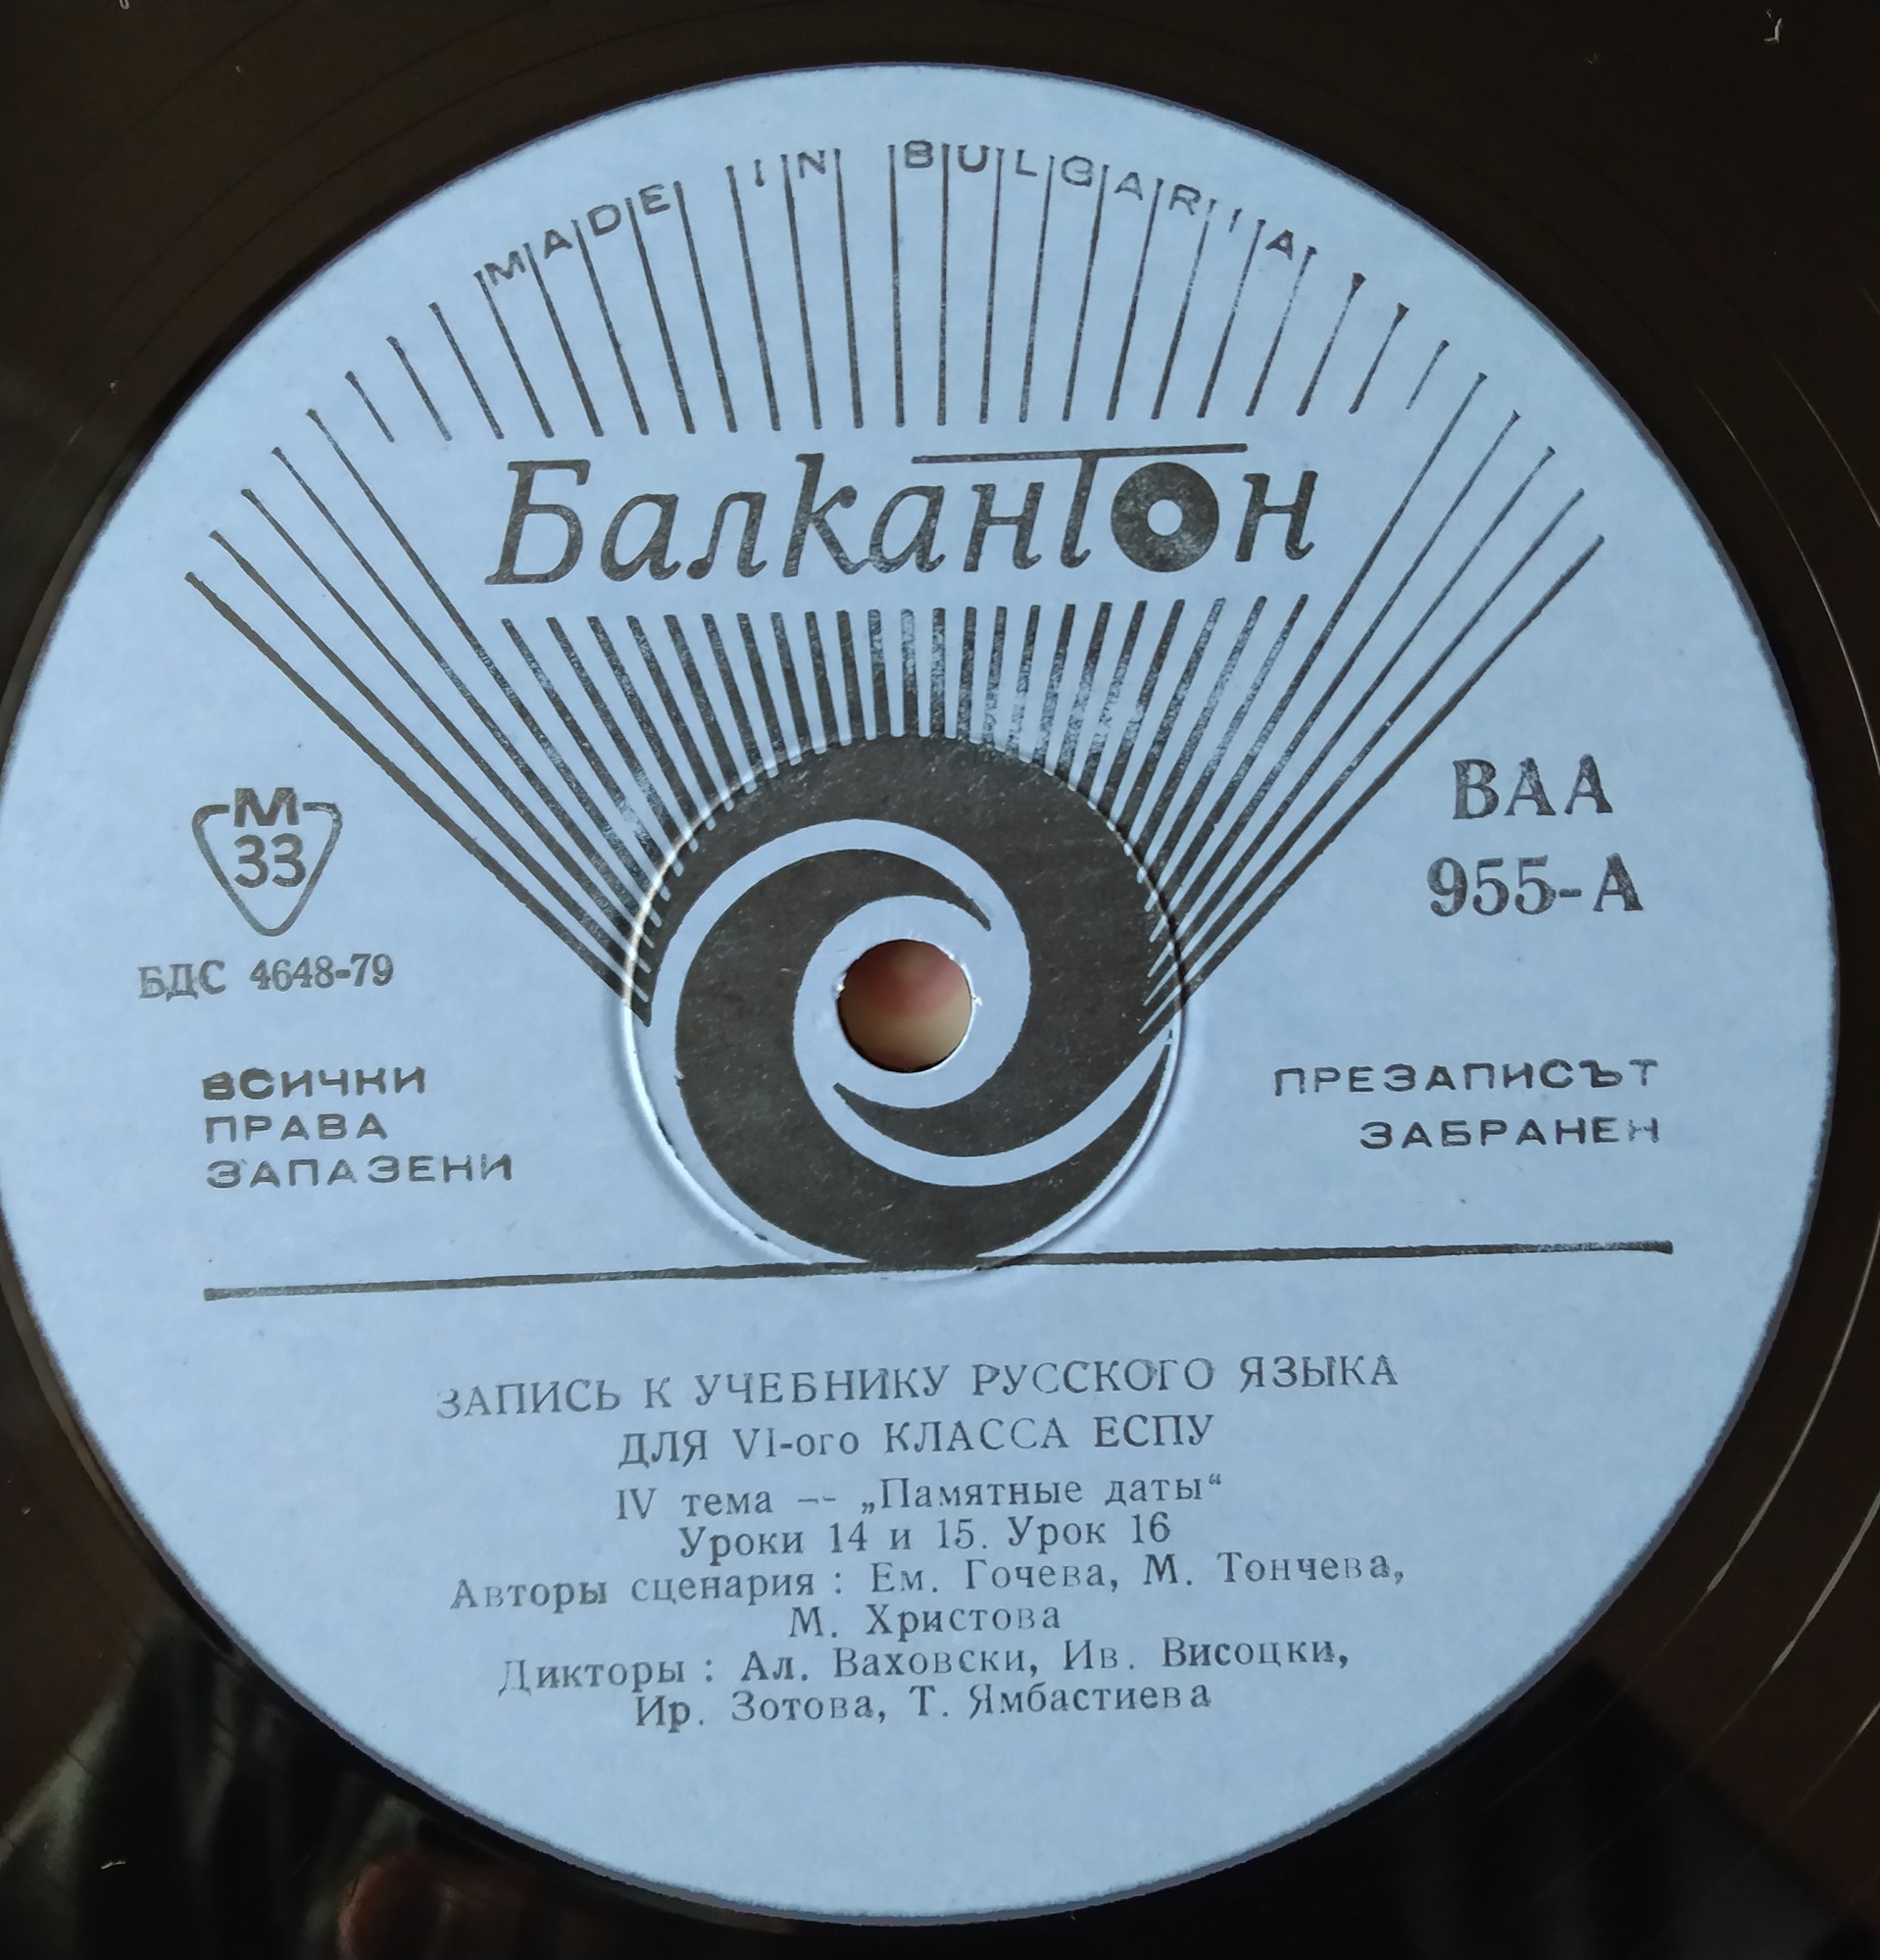 MADE IN BULGARIA
Балкантон
М
33
БДС 4648-79
ВАА
955-А
ВСИЧКИ
ПРАВА
ЗАПАЗЕНИ
ПРЕЗАПИСЪТ
ЗАБРАНЕН
ЗАПИСЬ К УЧЕБНИКУ РУССКОГО ЯЗЫКА
ДЛЯ VI-ого КЛАССА ЕСПУ
IV тема -- „Памятные даты“
Уроки 14 и 15. Урок 16
Авторы сценария : Ем. Гочева, М. Тончева,
М. Христова
Дикторы : Ал. Ваховски, Ив. Висоцки,
Ир. Зотова, Т. Ямбастиева